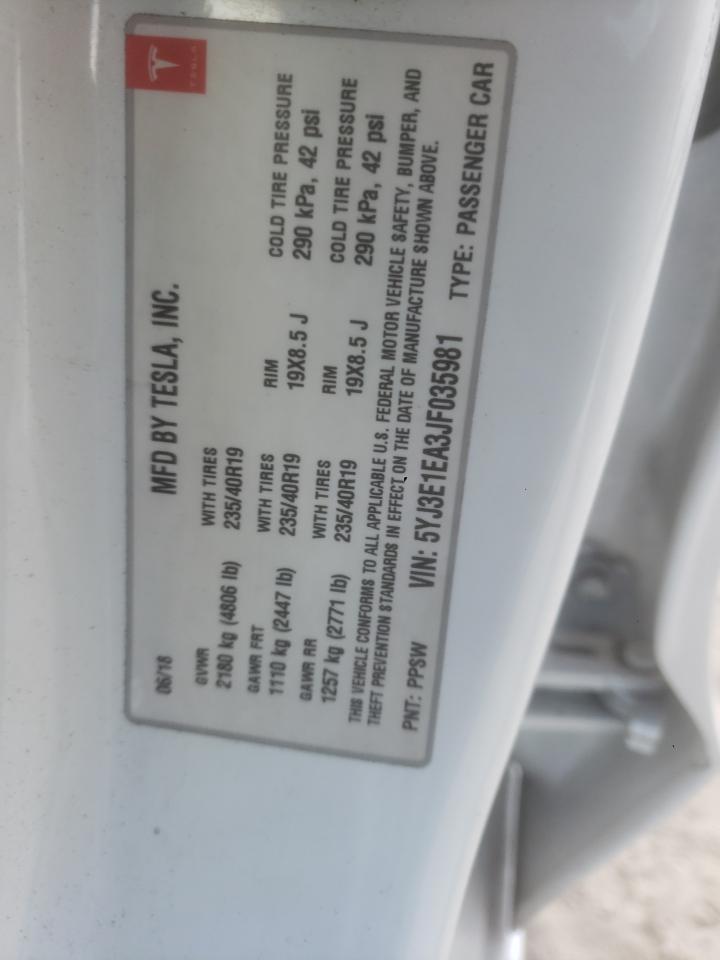 TESLA
06/18 MFD BY TESLA, INC.
GVWR WITH TIRES RIM COLD TIRE PRESSURE
2180 kg (4806 lb) 235/40R19 19X8.5 J 290 kPa, 42 psi
GAWR FRT WITH TIRES RIM COLD TIRE PRESSURE
1110 kg (2447 lb) 235/40R19 19X8.5 J 290 kPa, 42 psi
GAWR RR WITH TIRES
1257 kg (2771 lb) 235/40R19
THIS VEHICLE CONFORMS TO ALL APPLICABLE U.S. FEDERAL MOTOR VEHICLE SAFETY, BUMPER, AND
THEFT PREVENTION STANDARDS IN EFFECT ON THE DATE OF MANUFACTURE SHOWN ABOVE.
PNT: PPSW VIN: 5YJ3E1EA3JF035981 TYPE: PASSENGER CAR